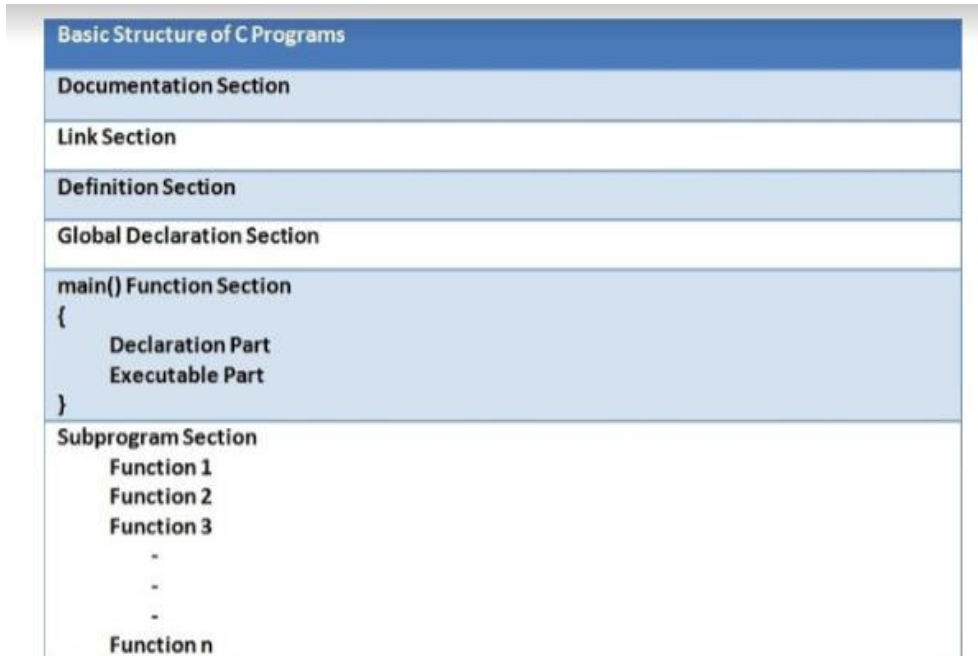 Basic Structure of C Programs
Documentation Section
Link Section
Definition Section
Global Declaration Section
main() Function Section
{
Declaration Part
Executable Part
}
Subprogram Section
Function 1
Function 2
Function 3
-
-
-
Function n